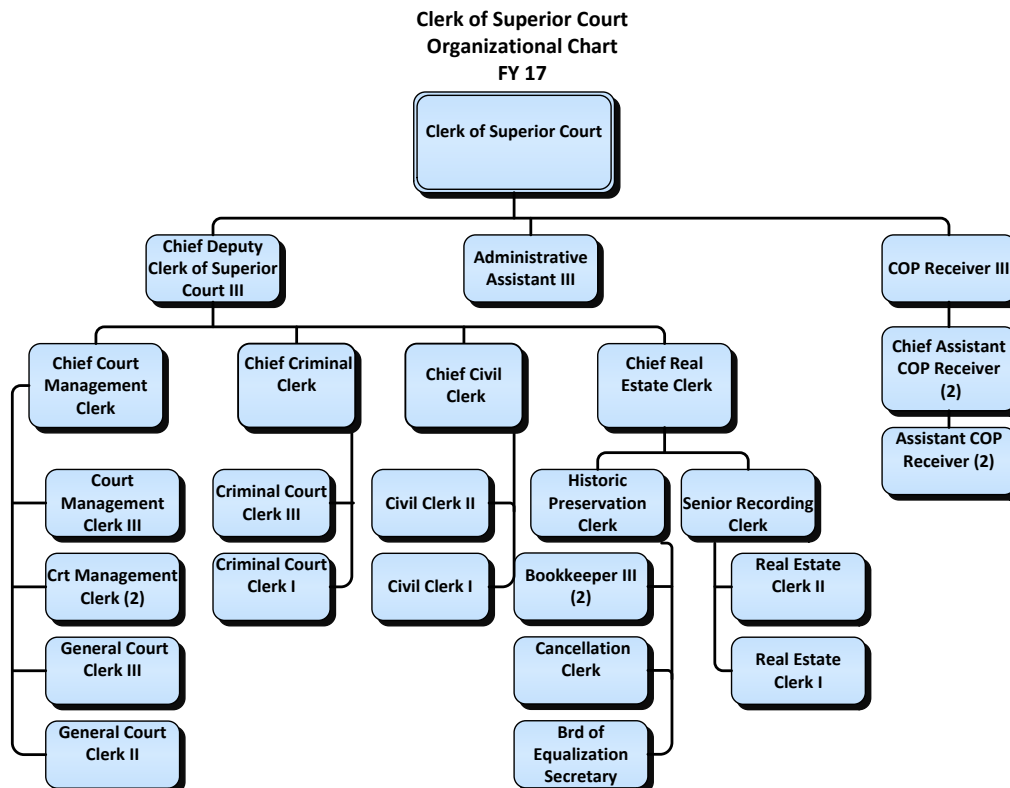 Clerk of Superior Court
Organizational Chart
FY 17
Clerk of Superior Court
Chief Deputy
Clerk of Superior
Court III
Administrative
Assistant III
COP Receiver III
Chief Court
Management
Clerk
Chief Criminal
Clerk
Chief Civil
Clerk
Chief Real
Estate Clerk
Chief Assistant
COP Receiver
(2)
Assistant COP
Receiver (2)
Court
Management
Clerk III
Criminal Court
Clerk III
Civil Clerk II
Historic
Preservation
Clerk
Senior Recording
Clerk
Crt Management
Clerk (2)
Criminal Court
Clerk I
Civil Clerk I
Bookkeeper III
(2)
Real Estate
Clerk II
General Court
Clerk III
Cancellation
Clerk
Real Estate
Clerk I
General Court
Clerk II
Brd of
Equalization
Secretary